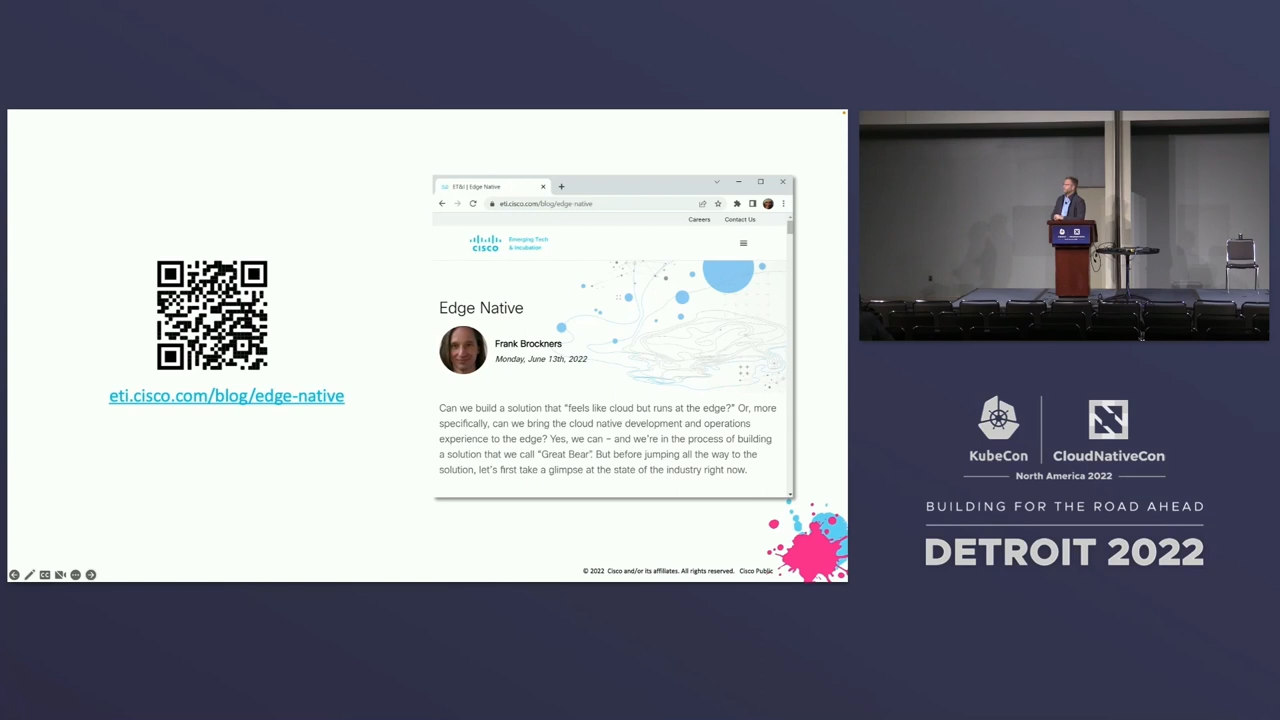 eti.cisco.com/blog/edge-native
ET&I | Edge Native
eti.cisco.com/blog/edge-native
Careers
Contact Us
CISCO
Emerging Tech
& Incubation
Edge Native
Frank Brockners
Monday, June 13th, 2022
Can we build a solution that “feels like cloud but runs at the edge?” Or, more
specifically, can we bring the cloud native development and operations
experience to the edge? Yes, we can – and we’re in the process of building
a solution that we call “Great Bear”. But before jumping all the way to the
solution, let’s first take a glimpse at the state of the industry right now.
© 2022 Cisco and/or its affiliates. All rights reserved. Cisco Public
CC
KubeCon
CloudNativeCon
North America 2022
BUILDING FOR THE ROAD AHEAD
DETROIT 2022